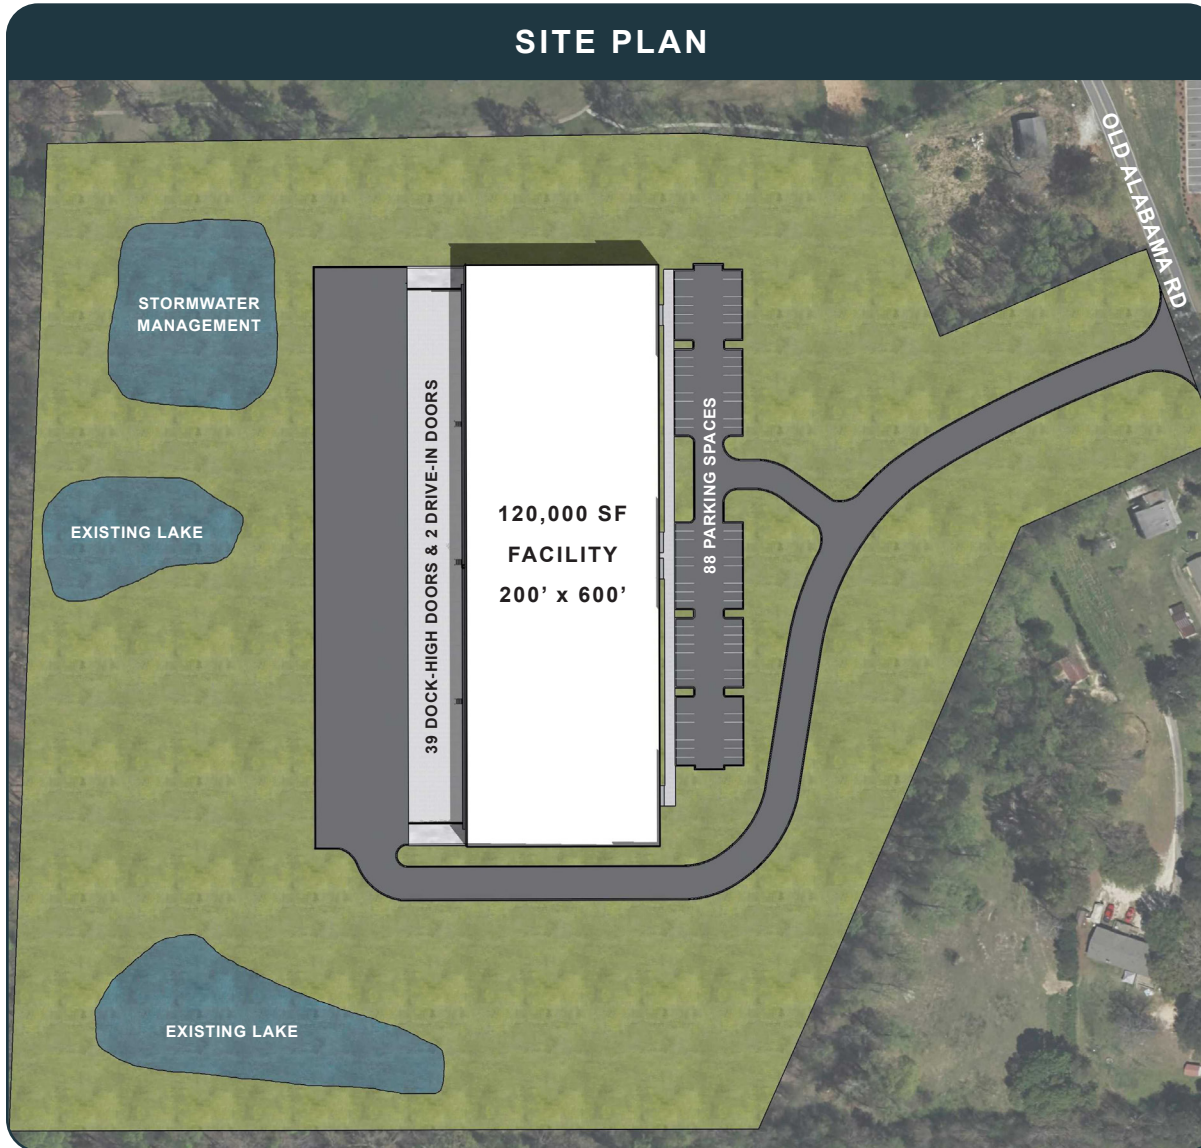 SITE PLAN
OLD ALABAMA RD
STORMWATER
MANAGEMENT
EXISTING LAKE
39 DOCK-HIGH DOORS & 2 DRIVE-IN DOORS
120,000 SF
FACILITY
200’ x 600’
88 PARKING SPACES
EXISTING LAKE